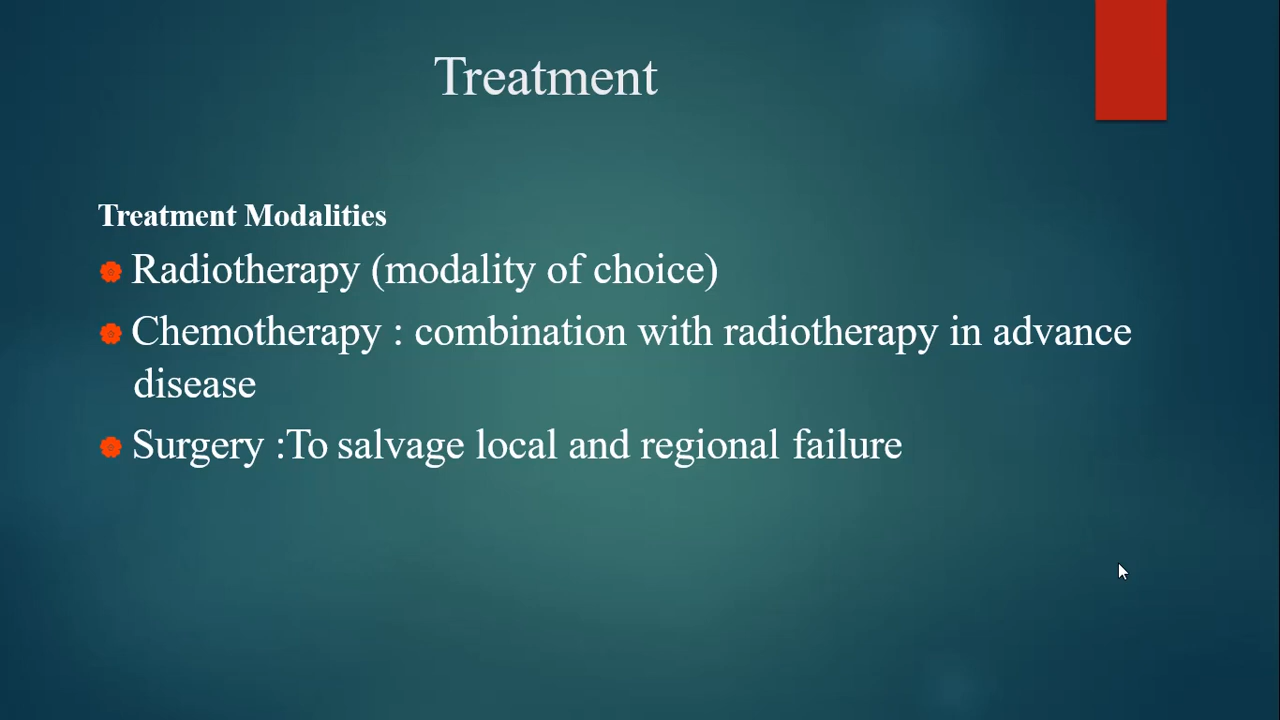 Treatment
Treatment Modalities
Radiotherapy (modality of choice)
Chemotherapy : combination with radiotherapy in advance
disease
Surgery :To salvage local and regional failure